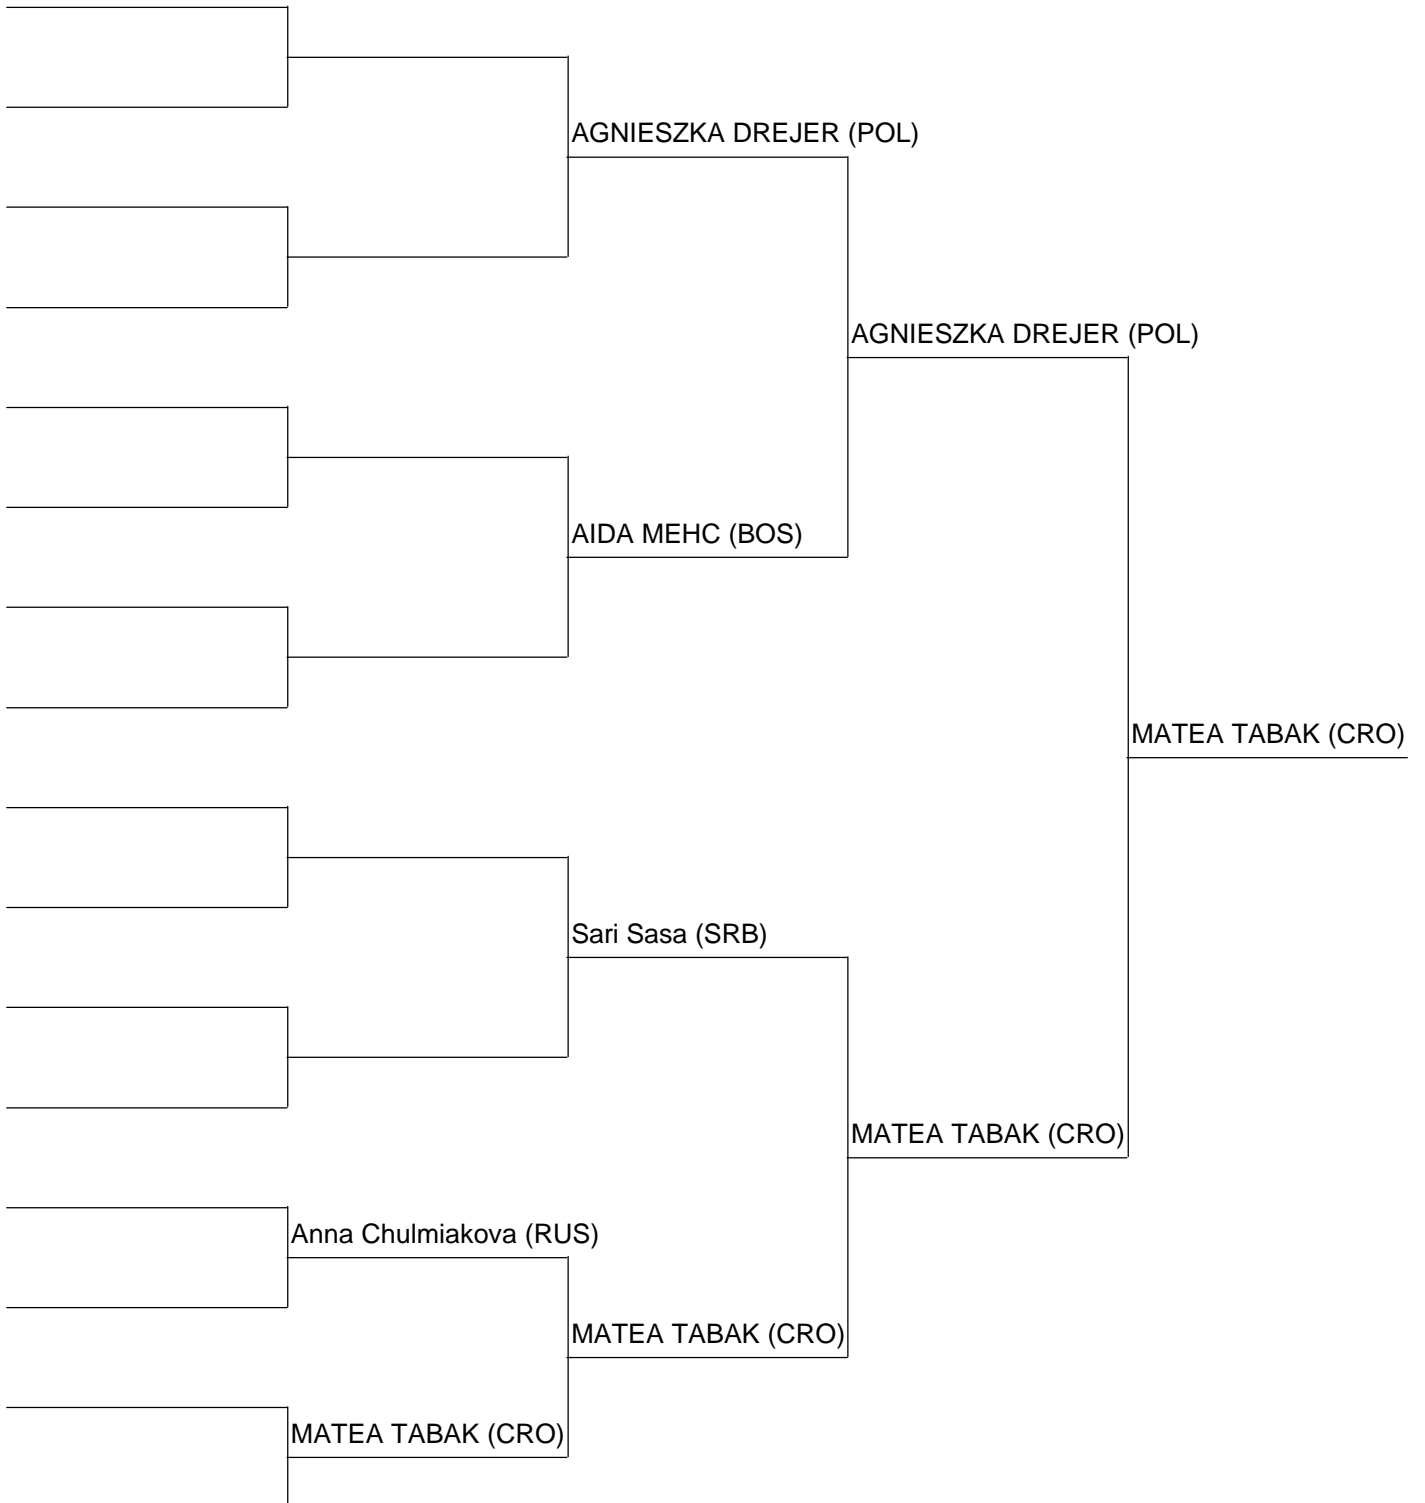 AGNIESZKA DREJER (POL)
AGNIESZKA DREJER (POL)
AIDA MEHC (BOS)
MATEA TABAK (CRO)
Sari Sasa (SRB)
MATEA TABAK (CRO)
Anna Chulmiakova (RUS)
MATEA TABAK (CRO)
MATEA TABAK (CRO)